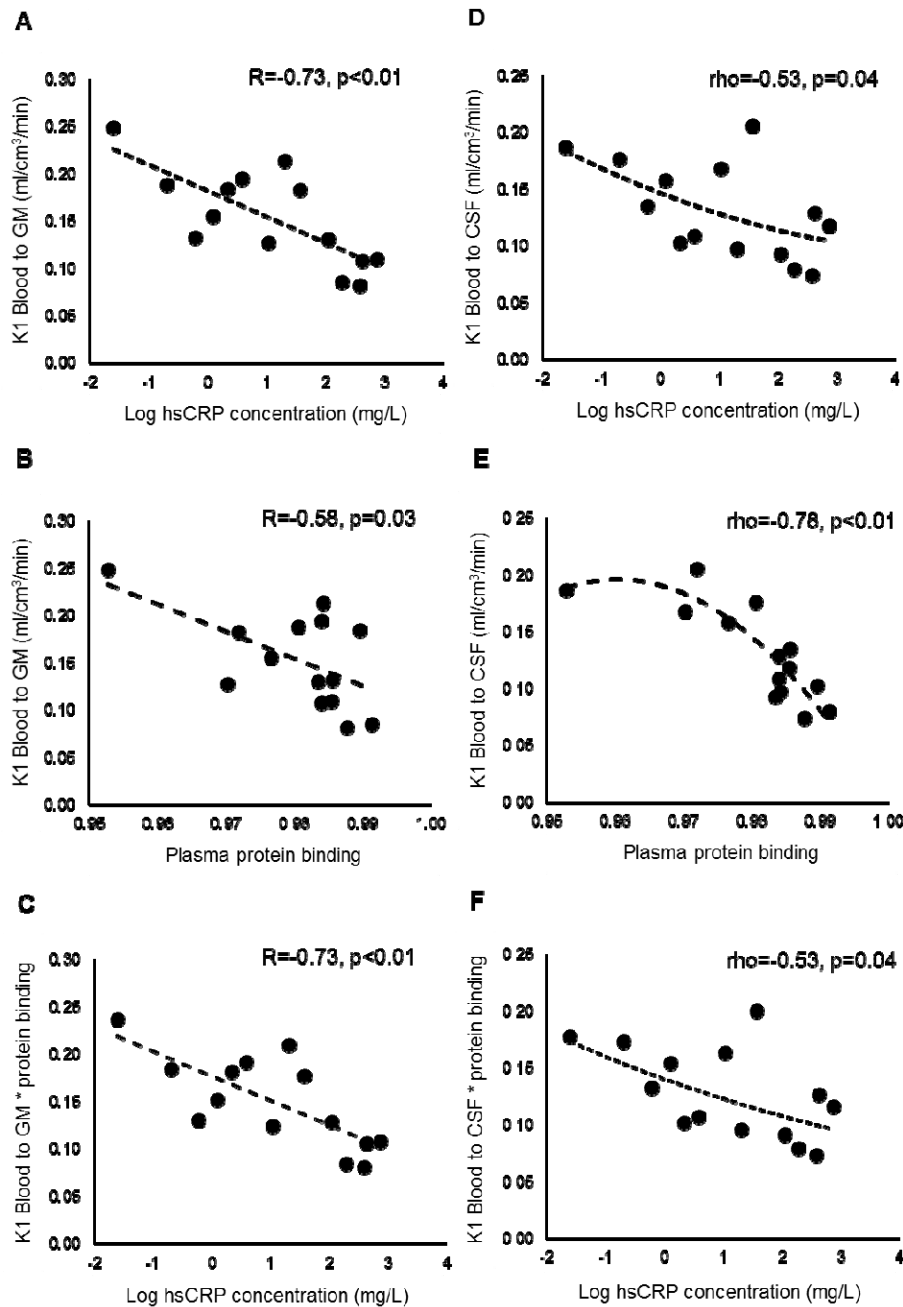 A
R=-0.73, p<0.01
K1 Blood to GM (ml/cm³/min)
0.30
0.25
0.20
0.15
0.10
0.05
0.00
-2 -1 0 1 2 3 4
Log hsCRP concentration (mg/L)
D
rho=-0.53, p=0.04
K1 Blood to CSF (ml/cm³/min)
0.25
0.20
0.15
0.10
0.05
0.00
-2 -1 0 1 2 3 4
Log hsCRP concentration (mg/L)
B
R=-0.58, p=0.03
K1 Blood to GM (ml/cm³/min)
0.30
0.25
0.20
0.15
0.10
0.05
0.00
0.95 0.96 0.97 0.98 0.99 1.00
Plasma protein binding
E
rho=-0.78, p<0.01
K1 Blood to CSF (ml/cm³/min)
0.25
0.20
0.15
0.10
0.05
0.00
0.95 0.96 0.97 0.98 0.99 1.00
Plasma protein binding
C
R=-0.73, p<0.01
K1 Blood to GM * protein binding
0.30
0.25
0.20
0.15
0.10
0.05
0.00
-2 -1 0 1 2 3 4
Log hsCRP concentration (mg/L)
F
rho=-0.53, p=0.04
K1 Blood to CSF * protein binding
0.25
0.20
0.15
0.10
0.05
0.00
-2 -1 0 1 2 3 4
Log hsCRP concentration (mg/L)